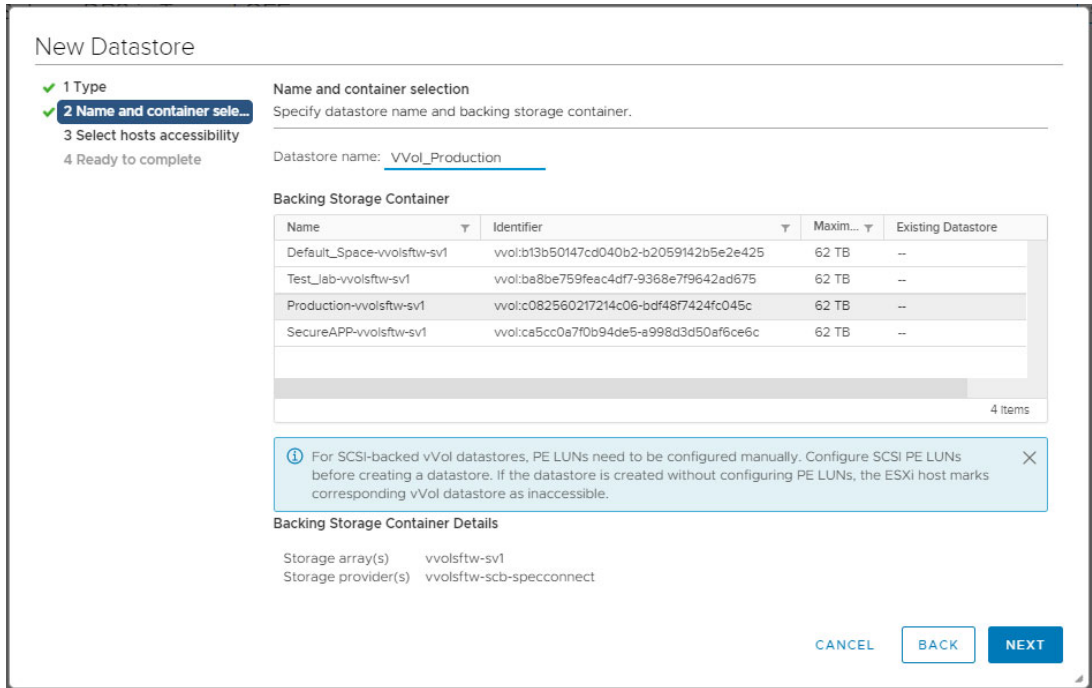 New Datastore
1 Type
2 Name and container sele...
3 Select hosts accessibility
4 Ready to complete
Name and container selection
Specify datastore name and backing storage container.
Datastore name: VVol_Production
Backing Storage Container
Name Identifier Maxim... Existing Datastore
Default_Space-vvolsftw-sv1 vvol:b13b50147cd040b2-b2059142b5e2e425 62 TB --
Test_lab-vvolsftw-sv1 vvol:ba8be759feac4df7-9368e7f9642ad675 62 TB --
Production-vvolsftw-sv1 vvol:c082560217214c06-bdf48f7424fc045c 62 TB --
SecureAPP-vvolsftw-sv1 vvol:ca5cc0a7f0b94de5-a998d3d50af6ce6c 62 TB --
4 items
For SCSI-backed vVol datastores, PE LUNs need to be configured manually. Configure SCSI PE LUNs
before creating a datastore. If the datastore is created without configuring PE LUNs, the ESXi host marks
corresponding vVol datastore as inaccessible.
Backing Storage Container Details
Storage array(s) vvolsftw-sv1
Storage provider(s) vvolsftw-scb-specconnect
CANCEL BACK NEXT